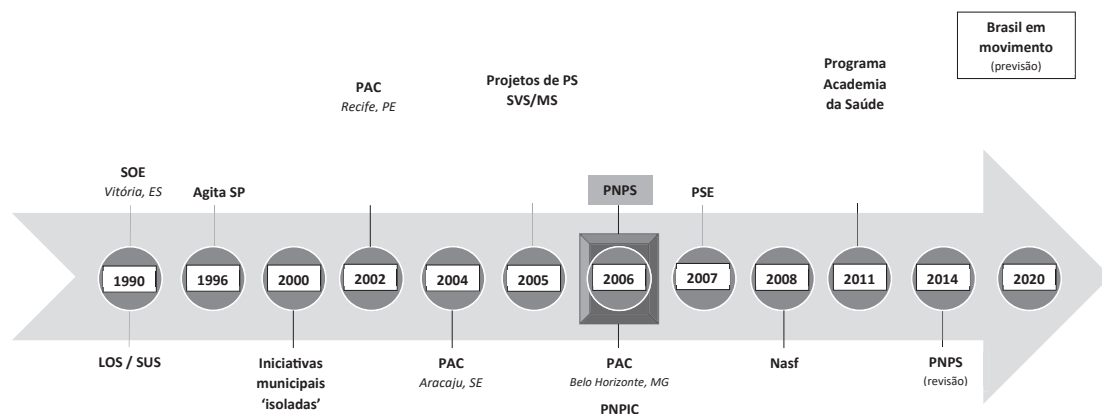 Brasil em
movimento
(previsão)
Programa
Academia
da Saúde
Projetos de PS
SVS/MS
PAC
Recife, PE
SOE
Vitória, ES
Agita SP
PNPS
PSE
1990
1996
2000
2002
2004
2005
2006
2007
2008
2011
2014
2020
LOS / SUS
Iniciativas
municipais
‘isoladas’
PAC
Aracaju, SE
PAC
Belo Horizonte, MG
PNPIC
Nasf
PNPS
(revisão)